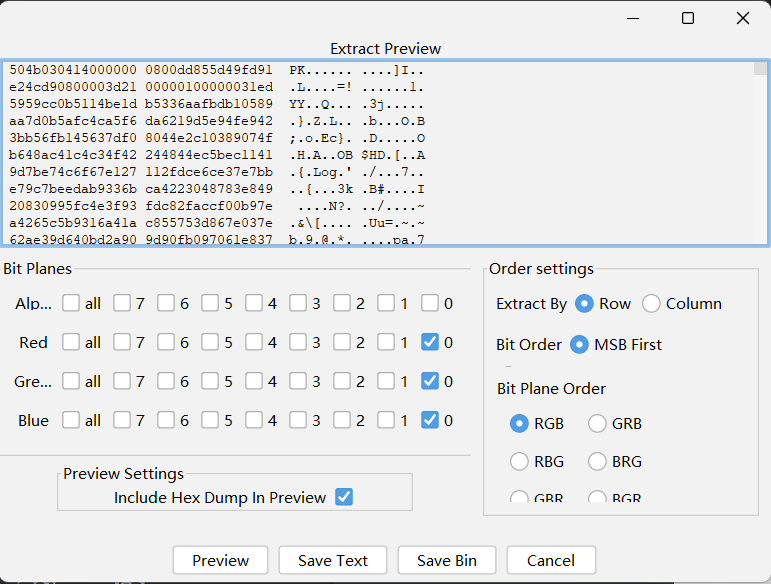 Extract Preview
504b030414000000 0800dd855d49fd91 PK...... ....]I..
e24cd90800003d21 00000100000031ed .L....=! ......1.
5959cc0b5114be1d b5336aafbdb10589 YY..Q... .3j.....
aa7d0b5afc4ca5f6 da6219d5e94fe942 .}.Z.L.. .b...O.B
3bb56fb145637df0 8044e2c10389074f ;.o.Ec}. .D.....O
b648ac41c4c34f42 244844ec5bec1141 .H.A..OB $HD.[..A
9d7be74c6f67e127 112fdce6ce37e7bb .{.Log.' ./...7..
e79c7beedab9336b ca4223048783e849 ..{...3k .B#....I
20830995fc4e3f93 fdc82faccf00b97e  ....N?. ../....~
a4265c5b9316a41a c855753d867e037e .&\[.... .Uu=.~.~
62ae39d640bd2a90 9d90fb097061e837 b.9.@.*. ....pa.7
Bit Planes
Alp... all 7 6 5 4 3 2 1 0
Red all 7 6 5 4 3 2 1 0
Gre... all 7 6 5 4 3 2 1 0
Blue all 7 6 5 4 3 2 1 0
Preview Settings
Include Hex Dump In Preview
Order settings
Extract By Row Column
Bit Order MSB First
Bit Plane Order
RGB GRB
RBG BRG
GBR BGR
Preview Save Text Save Bin Cancel